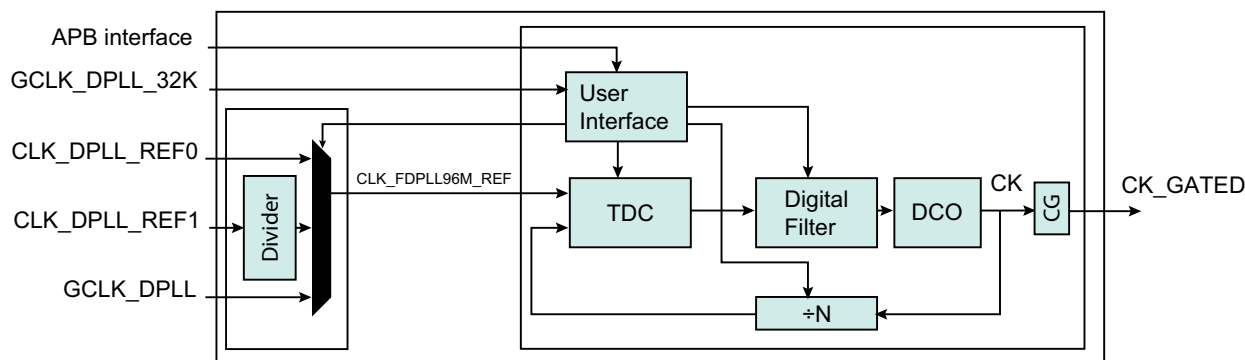 APB interface
GCLK_DPLL_32K
User
Interface
CLK_DPLL_REF0
CLK_FDPLL96M_REF
CLK_DPLL_REF1
Divider
GCLK_DPLL
TDC
Digital
Filter
DCO
CK
CG
CK_GATED
÷N